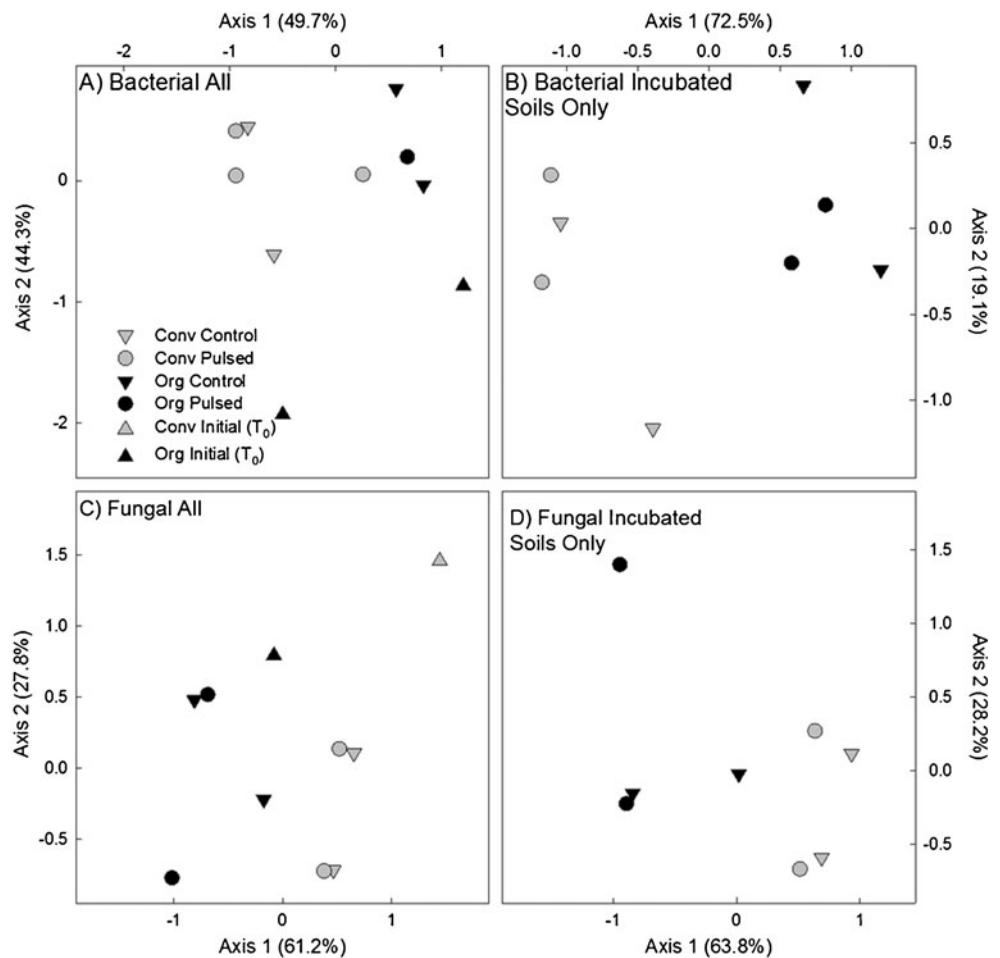 Axis 1 (49.7%)
Axis 1 (72.5%)
-2 -1 0 1
-1.0 -0.5 0.0 0.5 1.0
A) Bacterial All
B) Bacterial Incubated
Soils Only
Axis 2 (44.3%)
0
-1
-2
Conv Control
Conv Pulsed
Org Control
Org Pulsed
Conv Initial (T0)
Org Initial (T0)
0.5
0.0
-0.5
-1.0
Axis 2 (19.1%)
C) Fungal All
D) Fungal Incubated
Soils Only
Axis 2 (27.8%)
1.5
1.0
0.5
0.0
-0.5
1.5
1.0
0.5
0.0
-0.5
Axis 2 (28.2%)
-1 0 1
-1 0 1
Axis 1 (61.2%)
Axis 1 (63.8%)